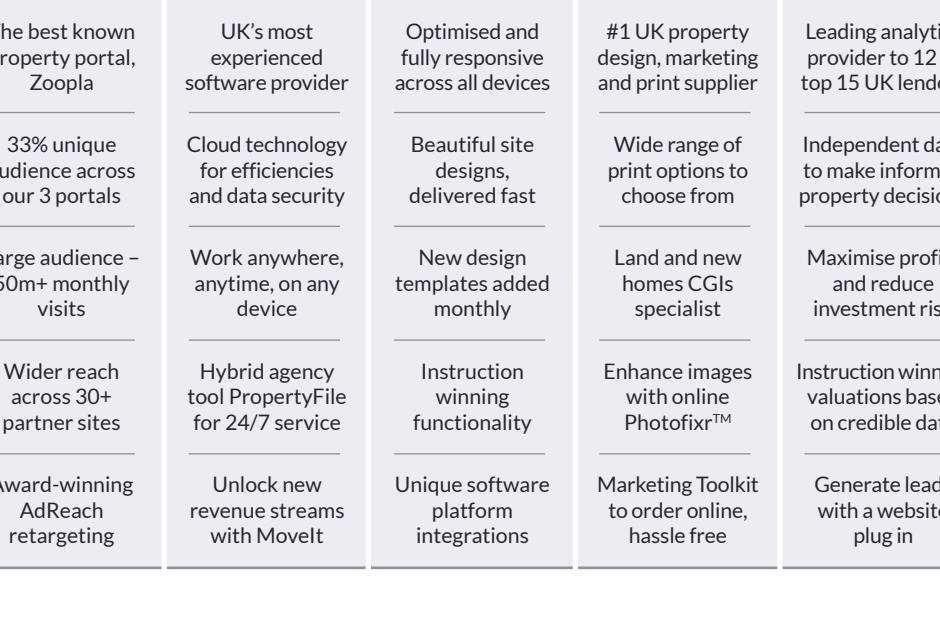 he best known
roperty portal,
Zoopla
33% unique
udience across
our 3 portals
arge audience –
50m+ monthly
visits
Wider reach
across 30+
partner sites
Award-winning
AdReach
retargeting
UK’s most
experienced
software provider
Cloud technology
for efficiencies
and data security
Work anywhere,
anytime, on any
device
Hybrid agency
tool PropertyFile
for 24/7 service
Unlock new
revenue streams
with MoveIt
Optimised and
fully responsive
across all devices
Beautiful site
designs,
delivered fast
New design
templates added
monthly
Instruction
winning
functionality
Unique software
platform
integrations
#1 UK property
design, marketing
and print supplier
Wide range of
print options to
choose from
Land and new
homes CGIs
specialist
Enhance images
with online
Photofixr™
Marketing Toolkit
to order online,
hassle free
Leading analyti
provider to 12
top 15 UK lende
Independent da
to make inform
property decisio
Maximise profi
and reduce
investment ris
Instruction winn
valuations base
on credible dat
Generate lead
with a website
plug in